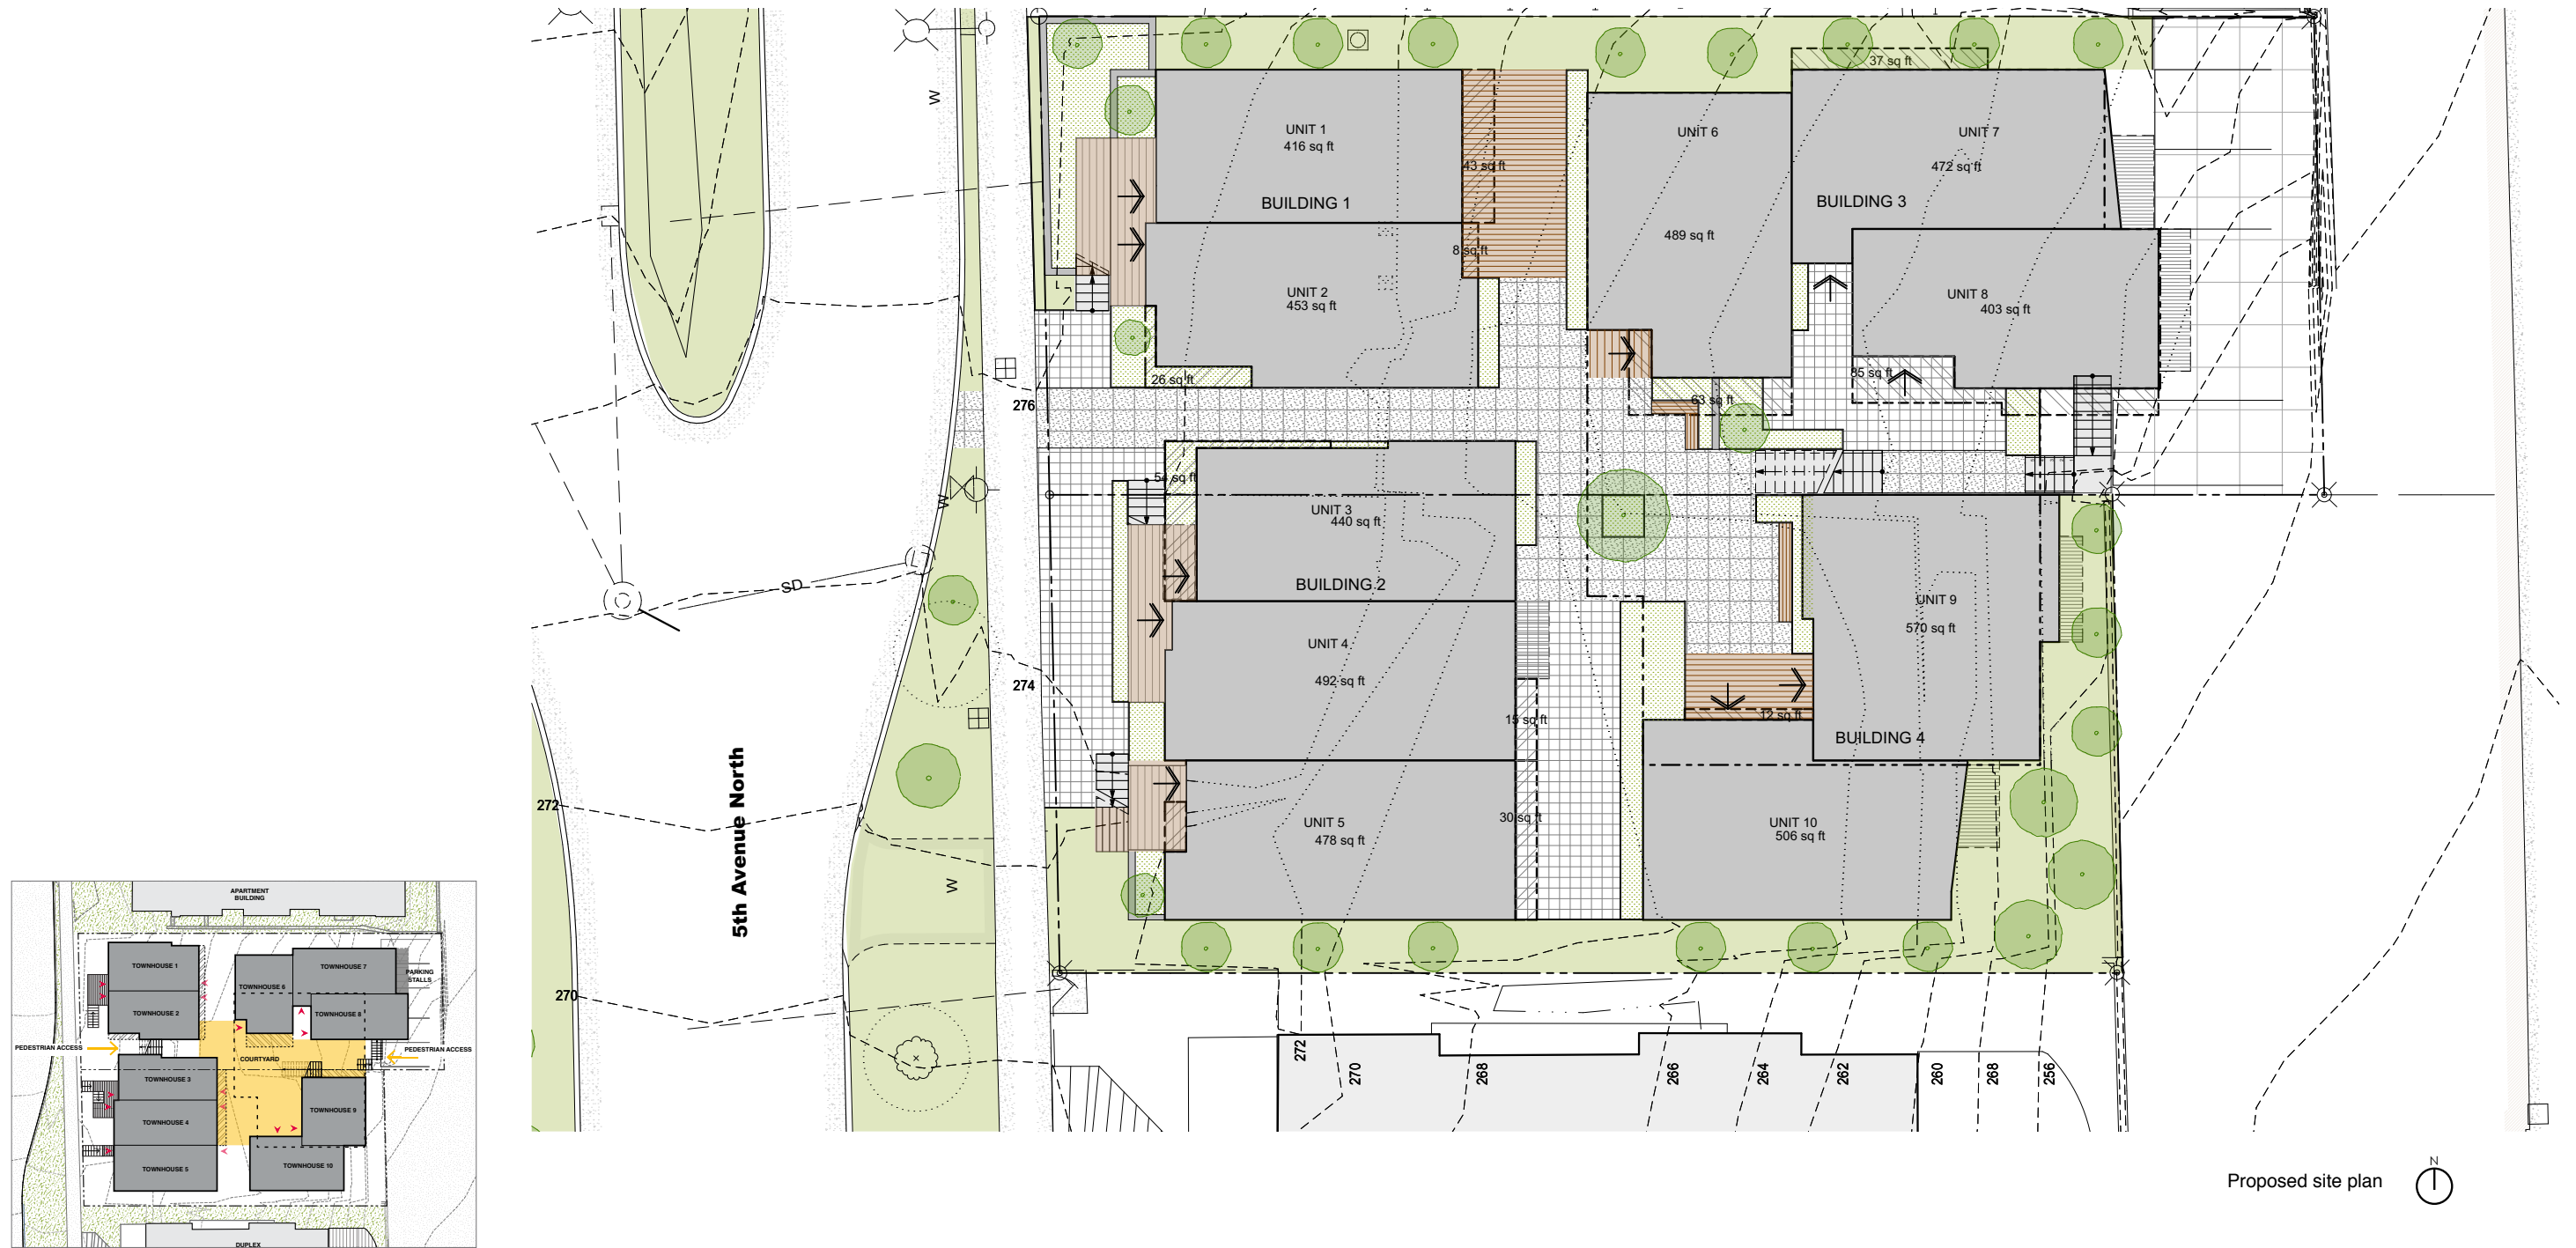 W
37 sq ft
UNIT 1
416 sq ft
BUILDING 1
43 sq ft
UNIT 6
489 sq ft
UNIT 7
472 sq ft
BUILDING 3
8 sq ft
UNIT 2
453 sq ft
UNIT 8
403 sq ft
26 sq ft
85 sq ft
63 sq ft
276
54 sq ft
W
UNIT 3
440 sq ft
BUILDING 2
L
SD
UNIT 9
570 sq ft
UNIT 4
492 sq ft
274
15 sq ft
12 sq ft
BUILDING 4
272
5th Avenue North
30 sq ft
UNIT 5
478 sq ft
UNIT 10
506 sq ft
W
270
272
270
268
266
264
262
260
268
256
APARTMENT
BUILDING
TOWNHOUSE 1
TOWNHOUSE 7
PARKING
STALLS
TOWNHOUSE 6
TOWNHOUSE 2
TOWNHOUSE 8
PEDESTRIAN ACCESS
PEDESTRIAN ACCESS
COURTYARD
TOWNHOUSE 3
TOWNHOUSE 9
TOWNHOUSE 4
TOWNHOUSE 5
TOWNHOUSE 10
DUPLEX
Proposed site plan
N